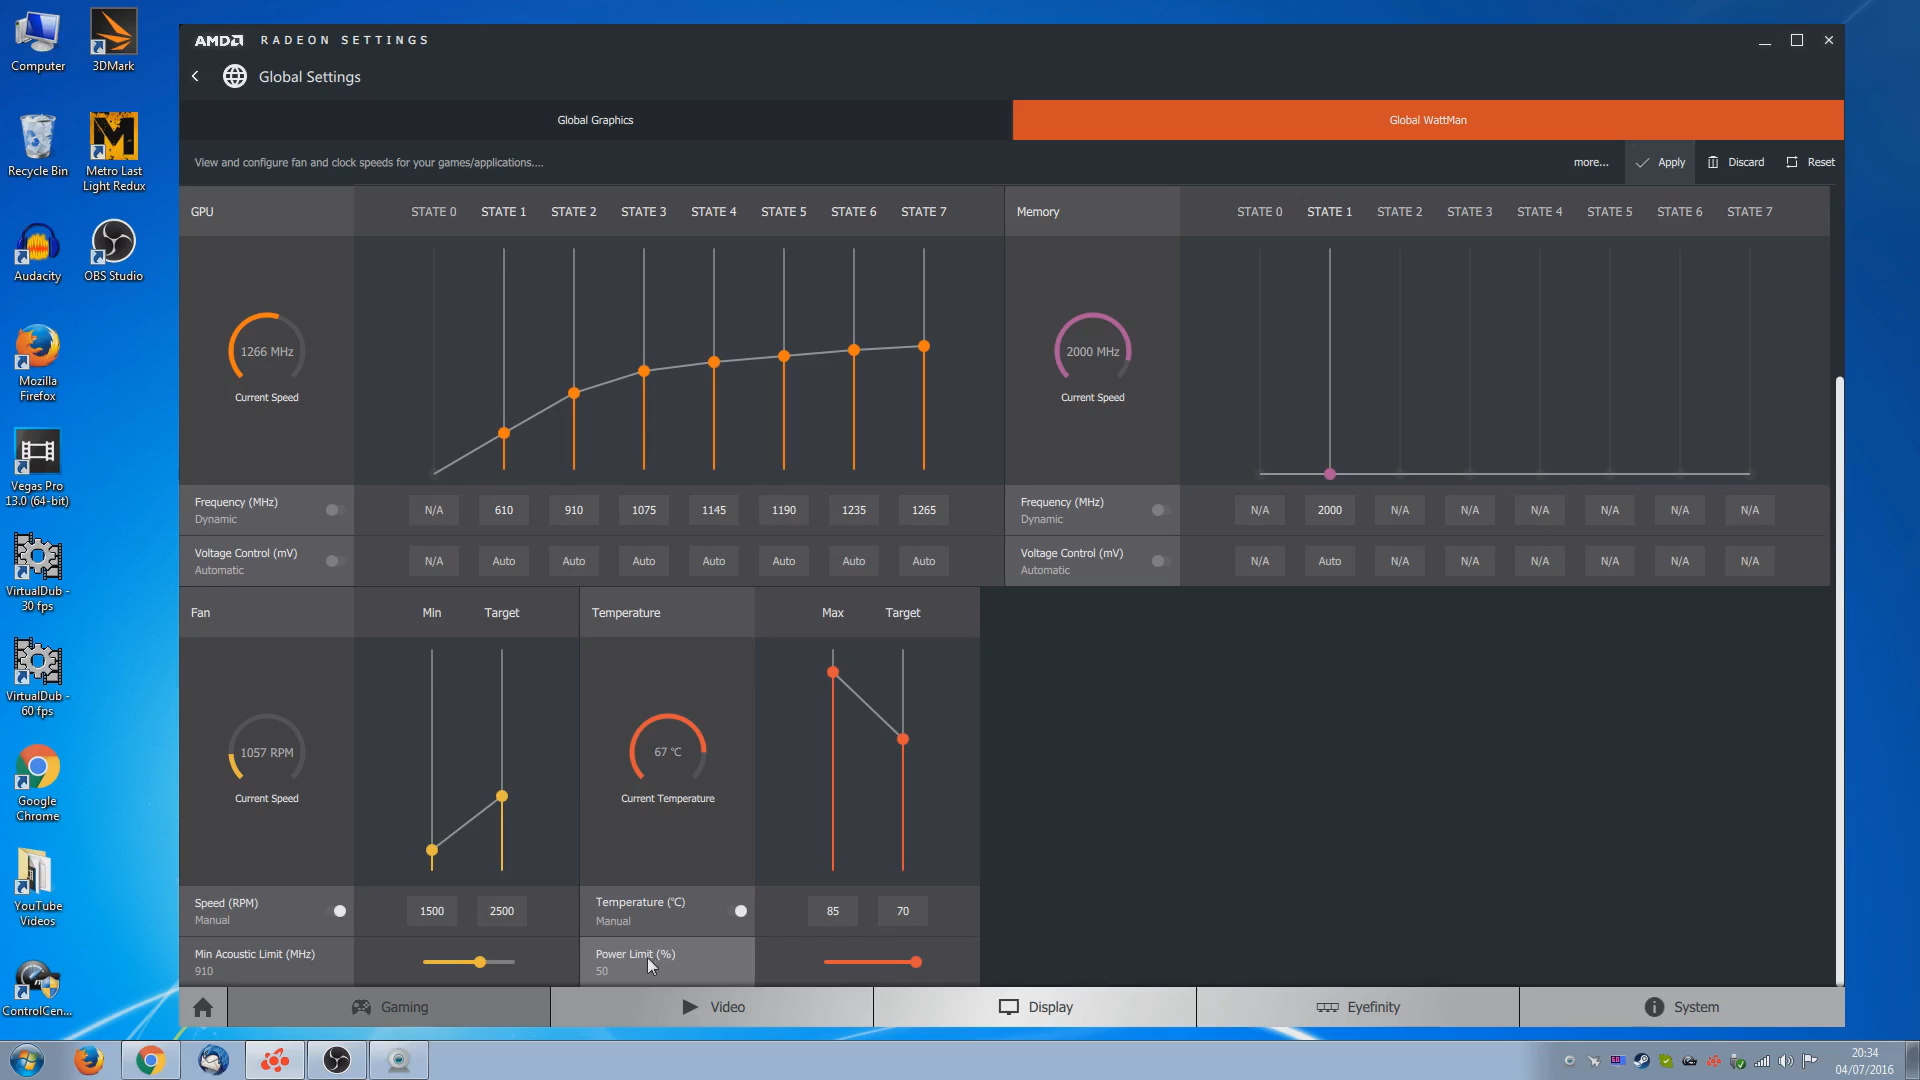 Computer
3DMark
Recycle Bin
Metro Last
Light Redux
Audacity
OBS Studio
Mozilla
Firefox
Vegas Pro
13.0 (64-bit)
VirtualDub -
30 fps
VirtualDub -
60 fps
Google
Chrome
YouTube
Videos
ControlCen...
AMD RADEON SETTINGS
Global Settings
Global Graphics
Global WattMan
View and configure fan and clock speeds for your games/applications....
more...
Apply
Discard
Reset
GPU STATE 0 STATE 1 STATE 2 STATE 3 STATE 4 STATE 5 STATE 6 STATE 7
1266 MHz
Current Speed
Frequency (MHz)
Dynamic
N/A 610 910 1075 1145 1190 1235 1265
Voltage Control (mV)
Automatic
N/A Auto Auto Auto Auto Auto Auto Auto
Memory STATE 0 STATE 1 STATE 2 STATE 3 STATE 4 STATE 5 STATE 6 STATE 7
2000 MHz
Current Speed
Frequency (MHz)
Dynamic
N/A 2000 N/A N/A N/A N/A N/A N/A
Voltage Control (mV)
Automatic
N/A Auto N/A N/A N/A N/A N/A N/A
Fan Min Target
1057 RPM
Current Speed
Speed (RPM)
Manual
1500 2500
Min Acoustic Limit (MHz)
910
Temperature Max Target
67 °C
Current Temperature
Temperature (°C)
Manual
85 70
Power Limit (%)
50
Gaming
Video
Display
Eyefinity
System
20:34
04/07/2016